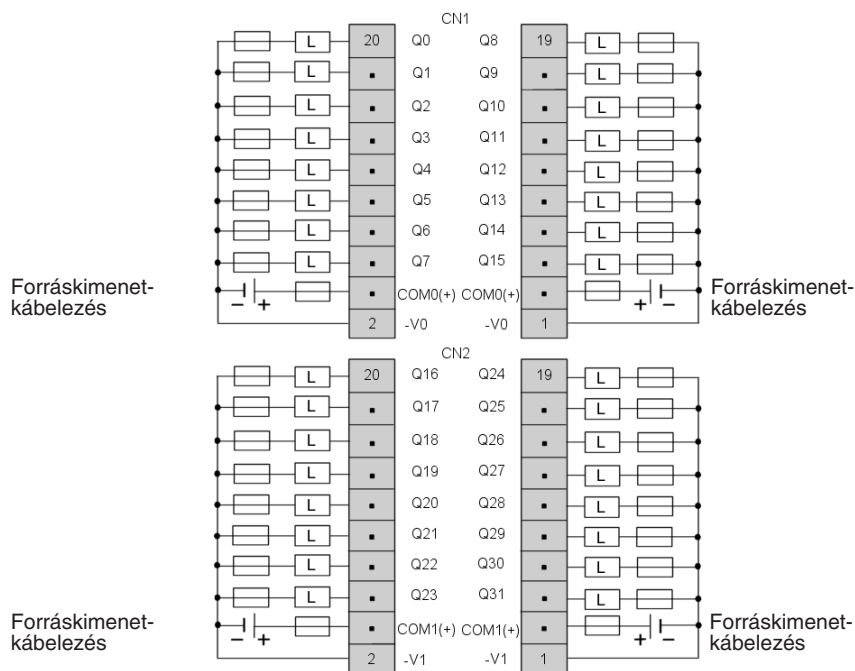 CN1
L 20 Q0 Q8 19 L
L Q1 Q9 L
L Q2 Q10 L
L Q3 Q11 L
L Q4 Q12 L
L Q5 Q13 L
L Q6 Q14 L
L Q7 Q15 L
Forráskimenet-
kábelezés
− + COM0(+) COM0(+) + −
Forráskimenet-
kábelezés
2 -V0 -V0 1
CN2
L 20 Q16 Q24 19 L
L Q17 Q25 L
L Q18 Q26 L
L Q19 Q27 L
L Q20 Q28 L
L Q21 Q29 L
L Q22 Q30 L
L Q23 Q31 L
Forráskimenet-
kábelezés
− + COM1(+) COM1(+) + −
Forráskimenet-
kábelezés
2 -V1 -V1 1